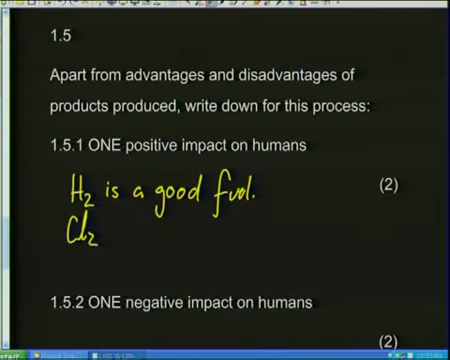 1.5
Apart from advantages and disadvantages of
products produced, write down for this process:
1.5.1 ONE positive impact on humans
H₂ is a good fuel.
(2)
Cl₂
1.5.2 ONE negative impact on humans
(2)